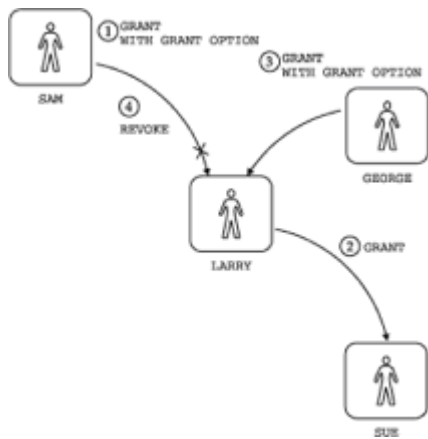 ① GRANT
WITH GRANT OPTION
③ GRANT
WITH GRANT OPTION
SAM
④
REVOKE
GEORGE
LARRY
② GRANT
SUE